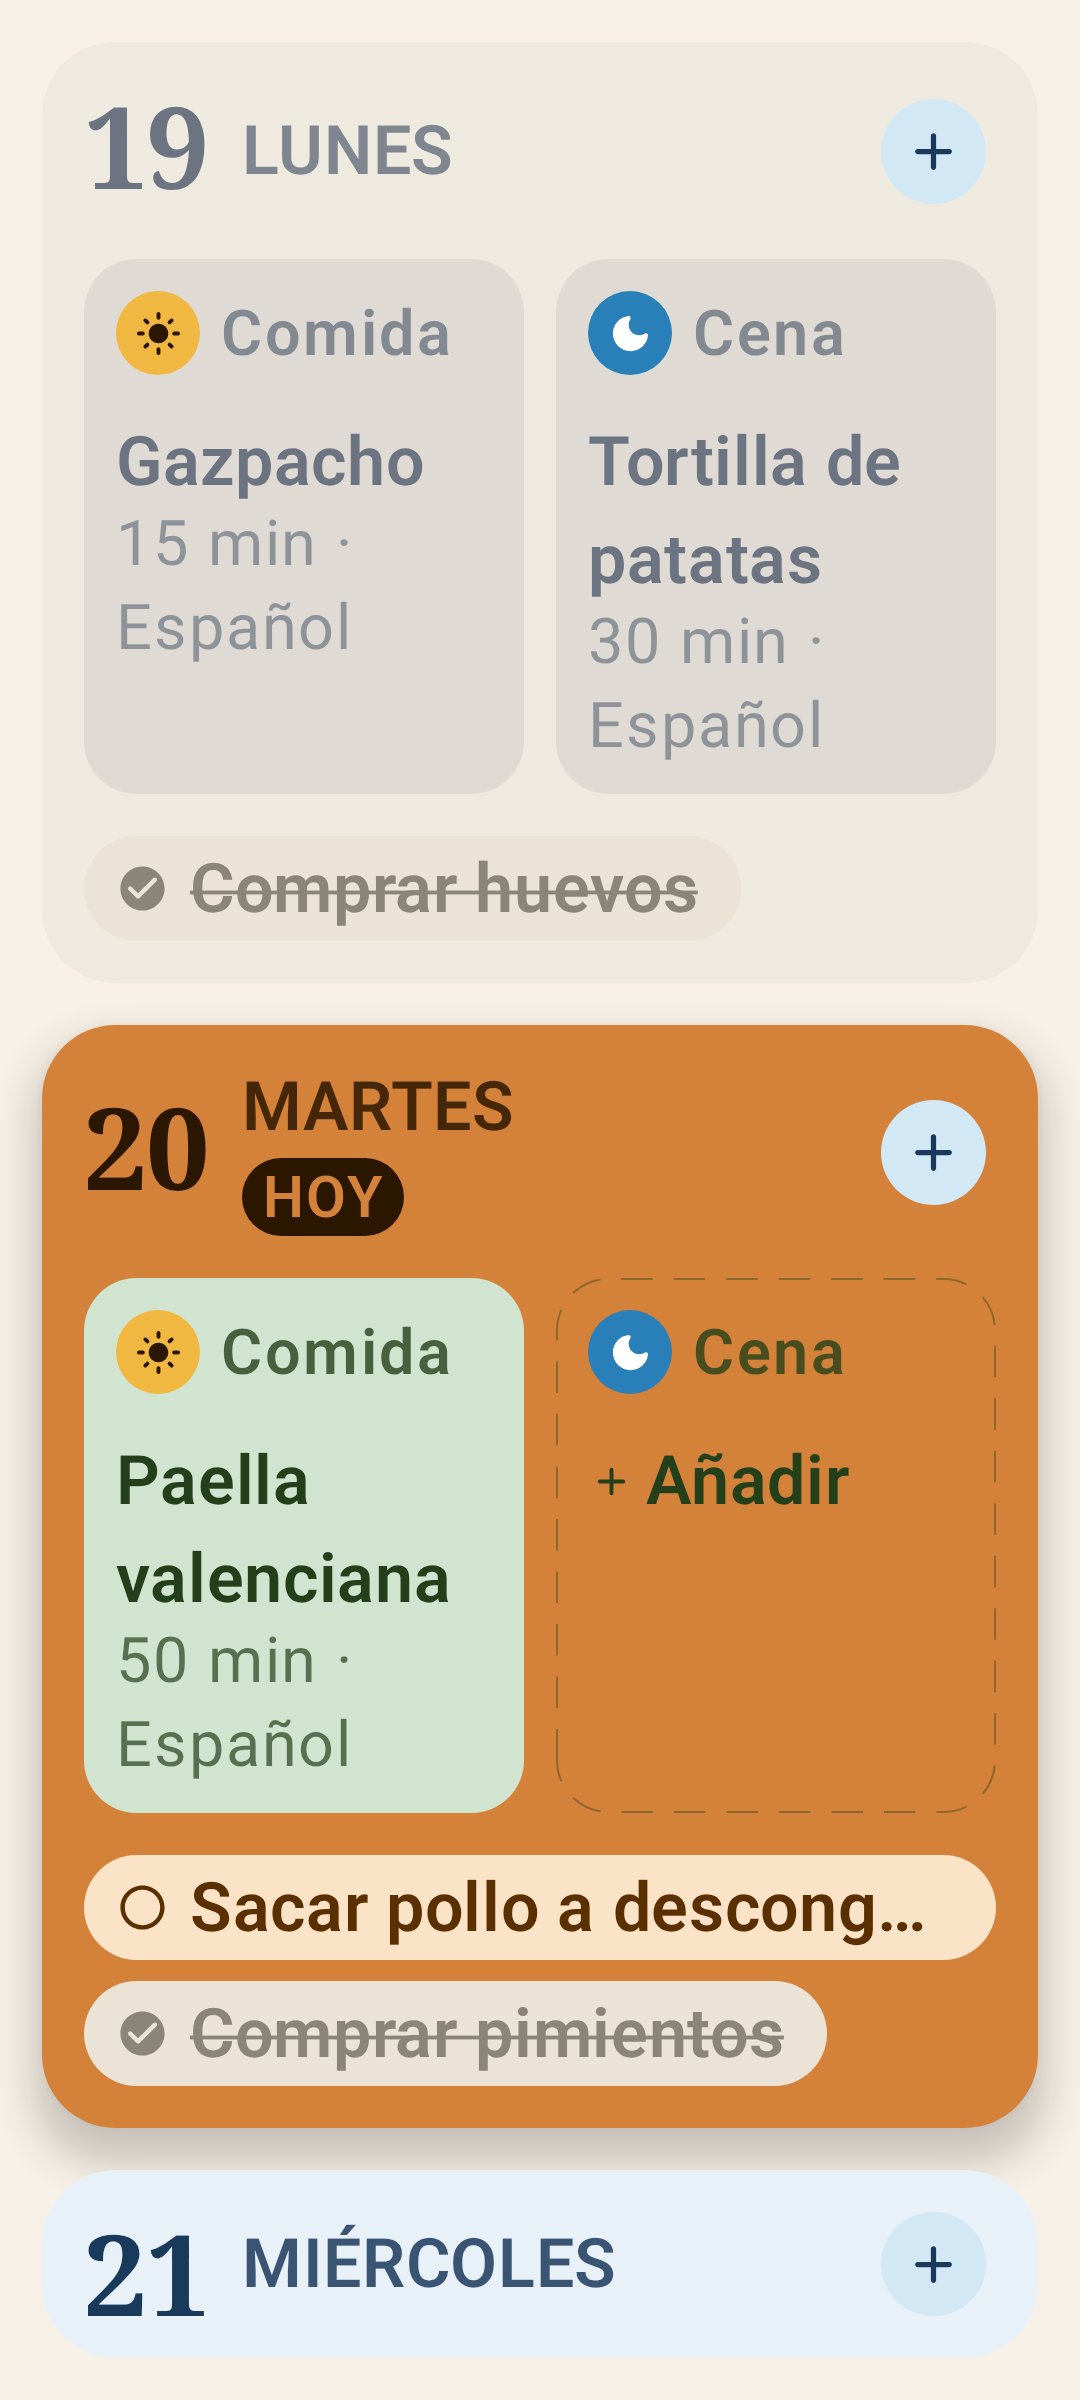 19 LUNES
Comida
Gazpacho
15 min ·
Español
Cena
Tortilla de
patatas
30 min ·
Español
Comprar huevos
20 MARTES
HOY
Comida
Paella
valenciana
50 min ·
Español
Cena
+ Añadir
Sacar pollo a descong…
Comprar pimientos
21 MIÉRCOLES